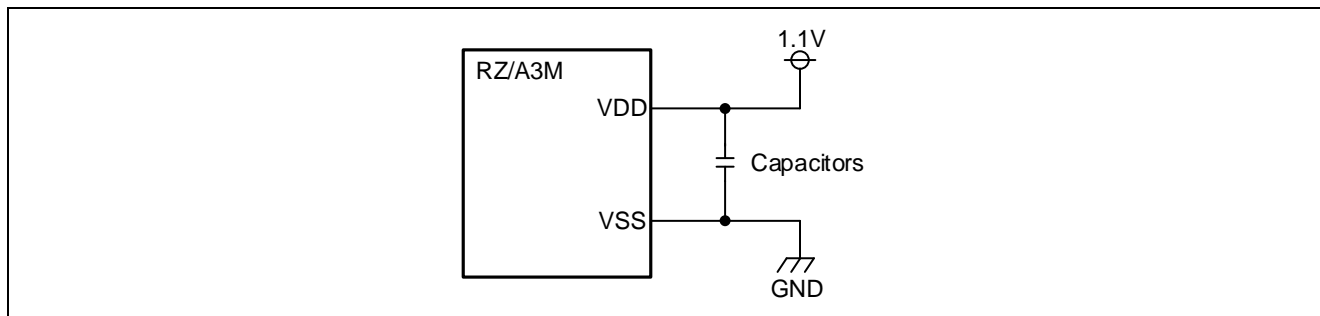 1.1V
RZ/A3M
VDD
Capacitors
VSS
GND